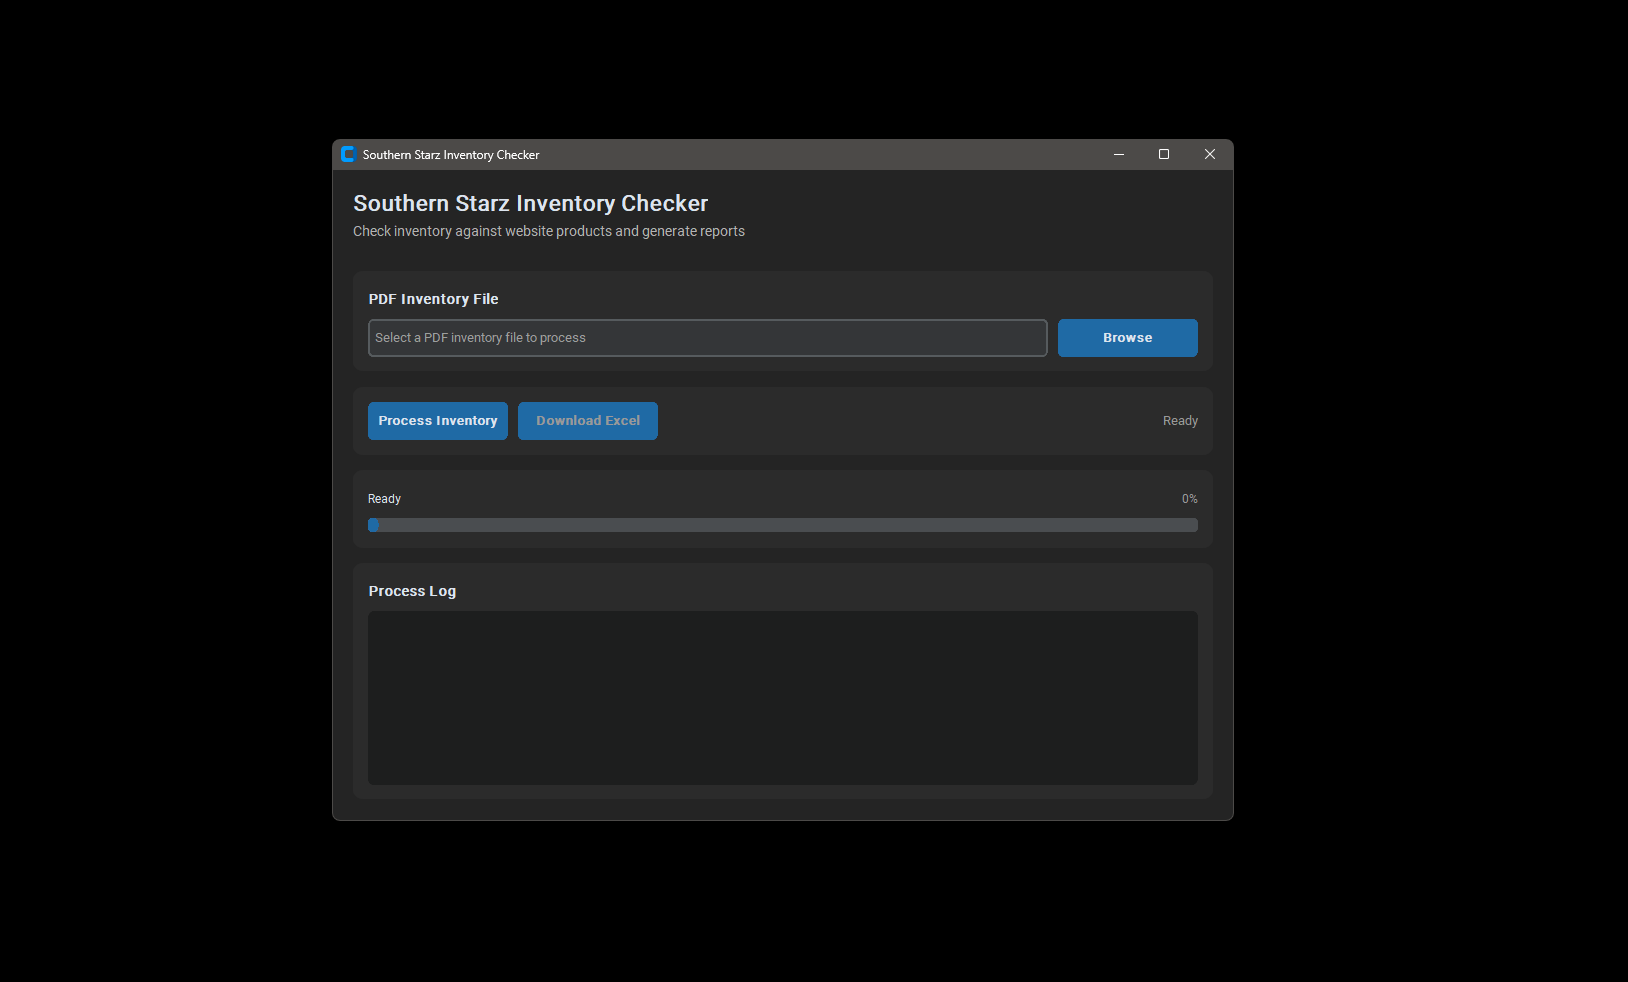 Southern Starz Inventory Checker
Southern Starz Inventory Checker
Check inventory against website products and generate reports
PDF Inventory File
Select a PDF inventory file to process
Browse
Process Inventory
Download Excel
Ready
Ready
0%
Process Log